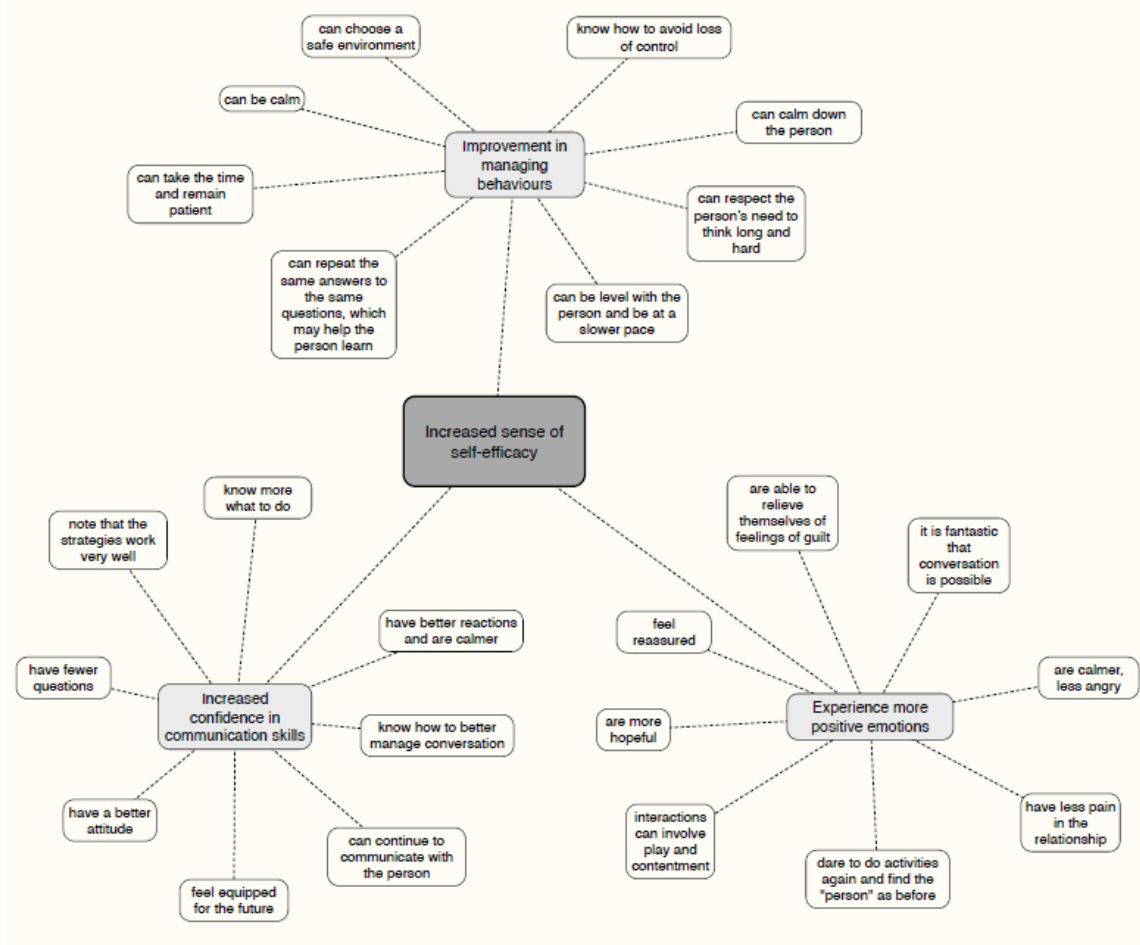 can choose a
safe environment
know how to avoid loss
of control
can be calm
can calm down
the person
Improvement in
managing
behaviours
can take the time
and remain
patient
can respect the
person's need to
think long and
hard
can repeat the
same answers to
the same
questions, which
may help the
person learn
can be level with the
person and be at a
slower pace
Increased sense of
self-efficacy
know more
what to do
note that the
strategies work
very well
have better reactions
and are calmer
have fewer
questions
Increased
confidence in
communication skills
know how to better
manage conversation
have a better
attitude
can continue to
communicate with
the person
feel equipped
for the future
are able to
relieve
themselves of
feelings of guilt
it is fantastic
that
conversation
is possible
feel
reassured
are calmer,
less angry
Experience more
positive emotions
are more
hopeful
interactions
can involve
play and
contentment
have less pain
in the
relationship
dare to do activities
again and find the
"person" as before